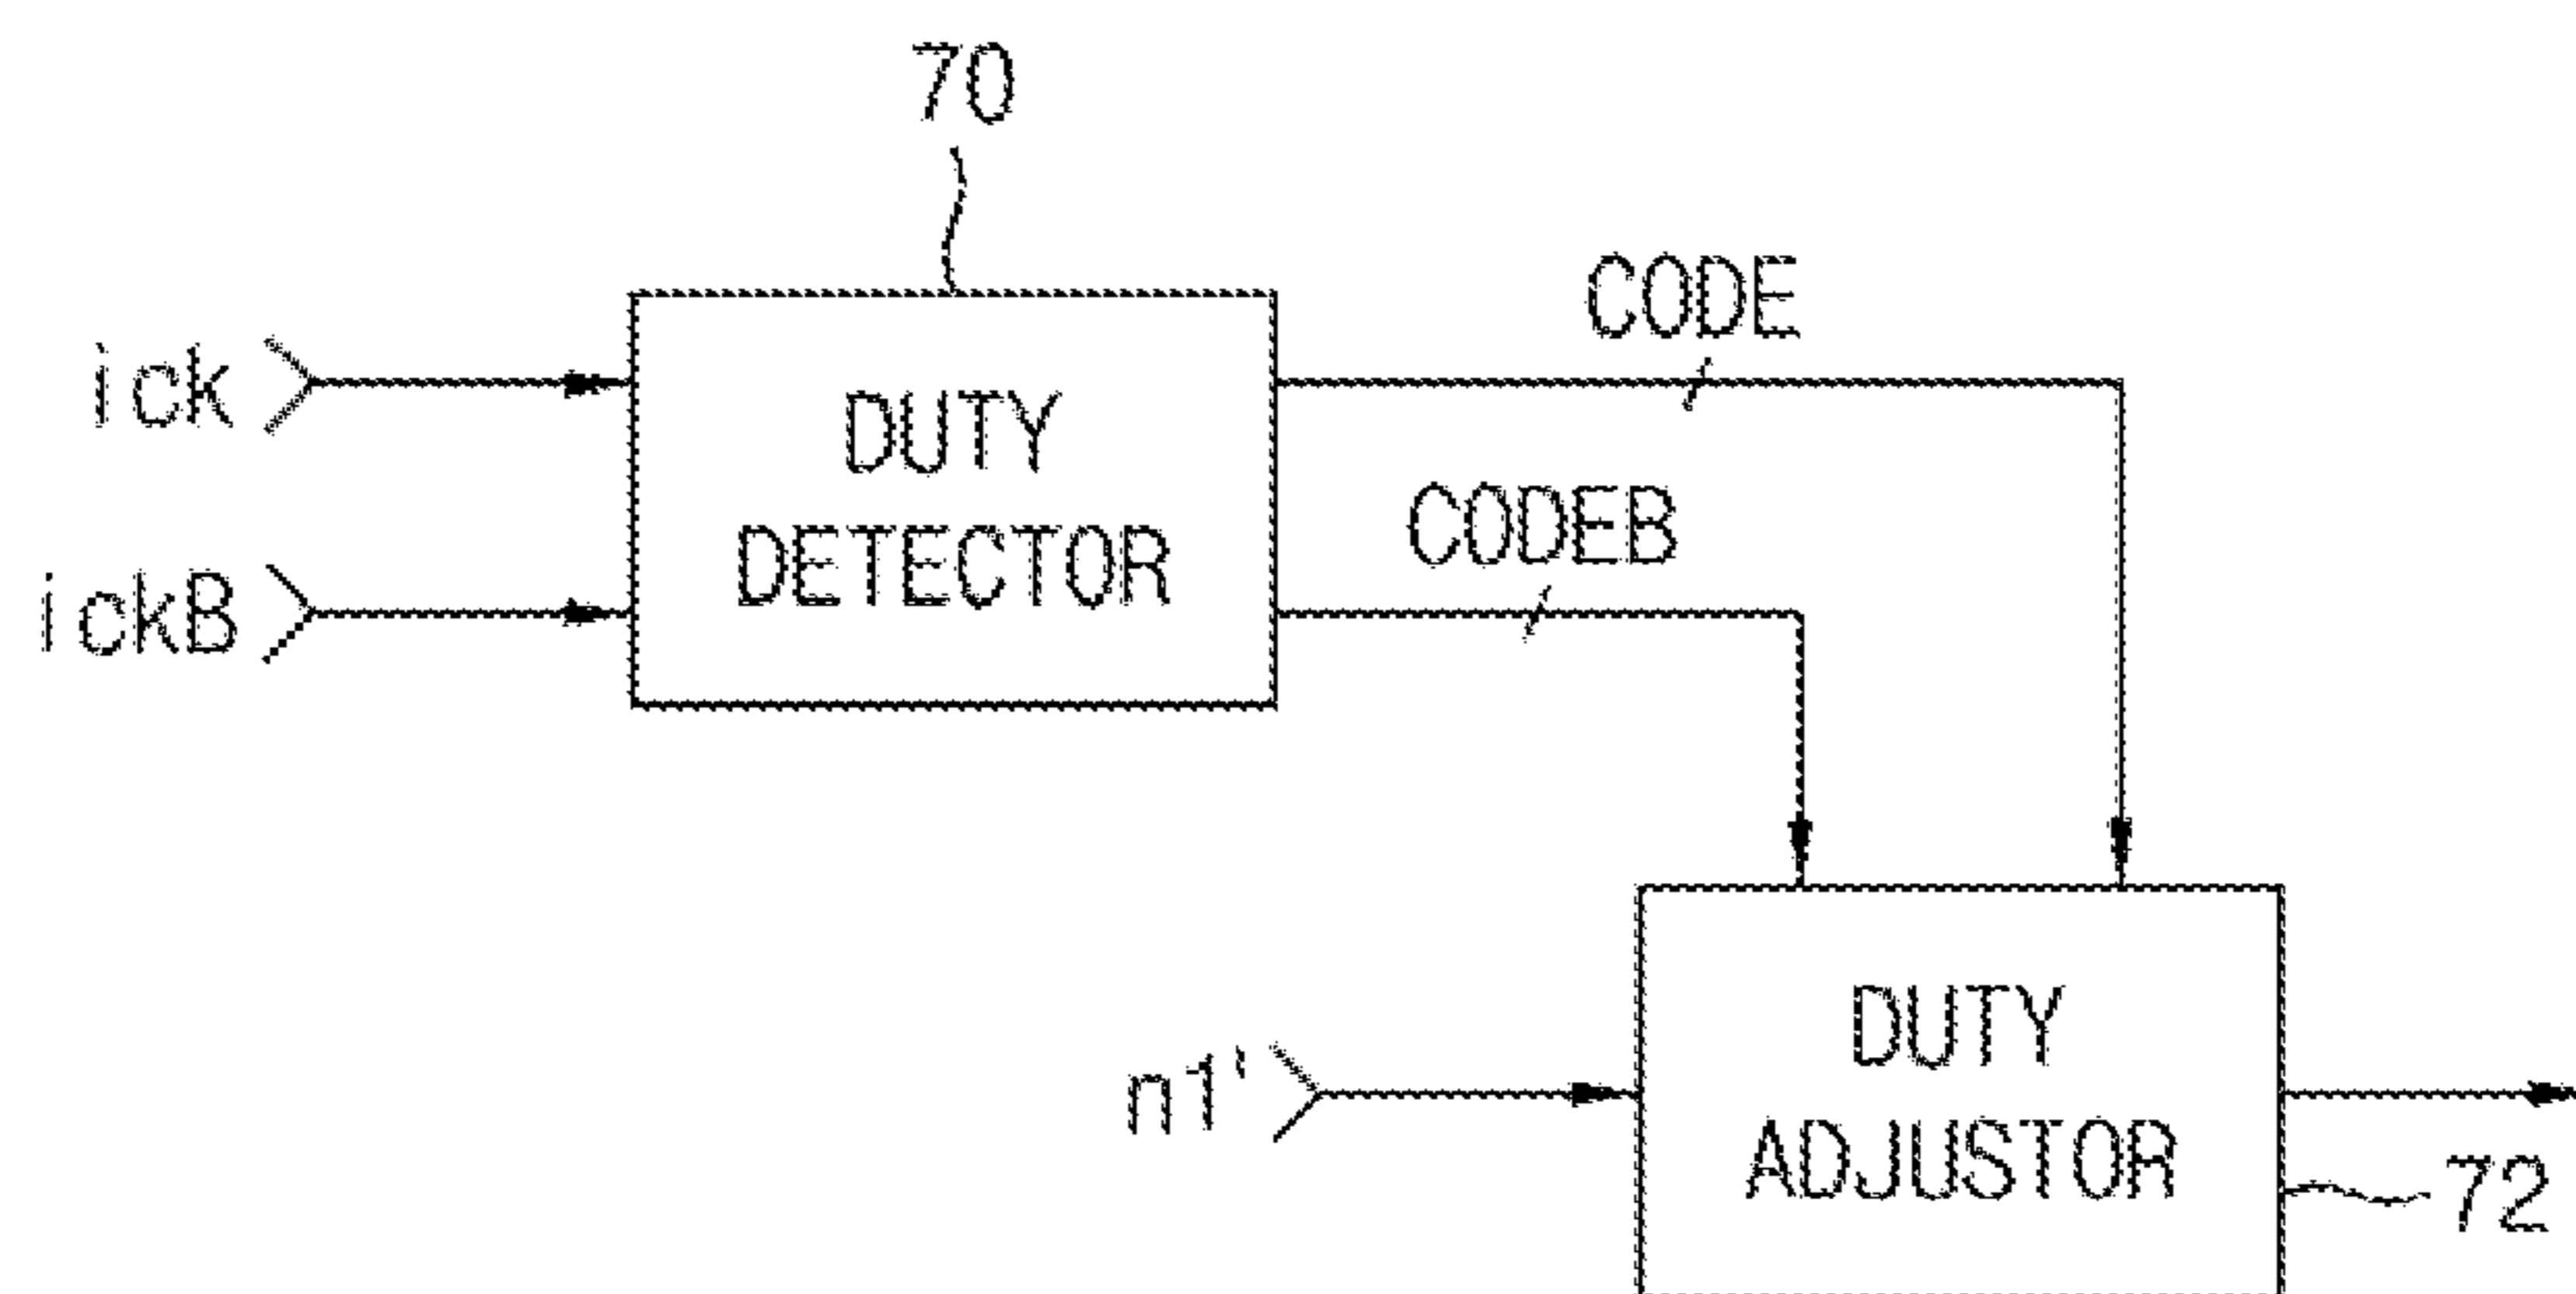 70
CODE
ick
DUTY
DETECTOR
CODEB
ickB
DUTY
ADJUSTOR
n1'
72